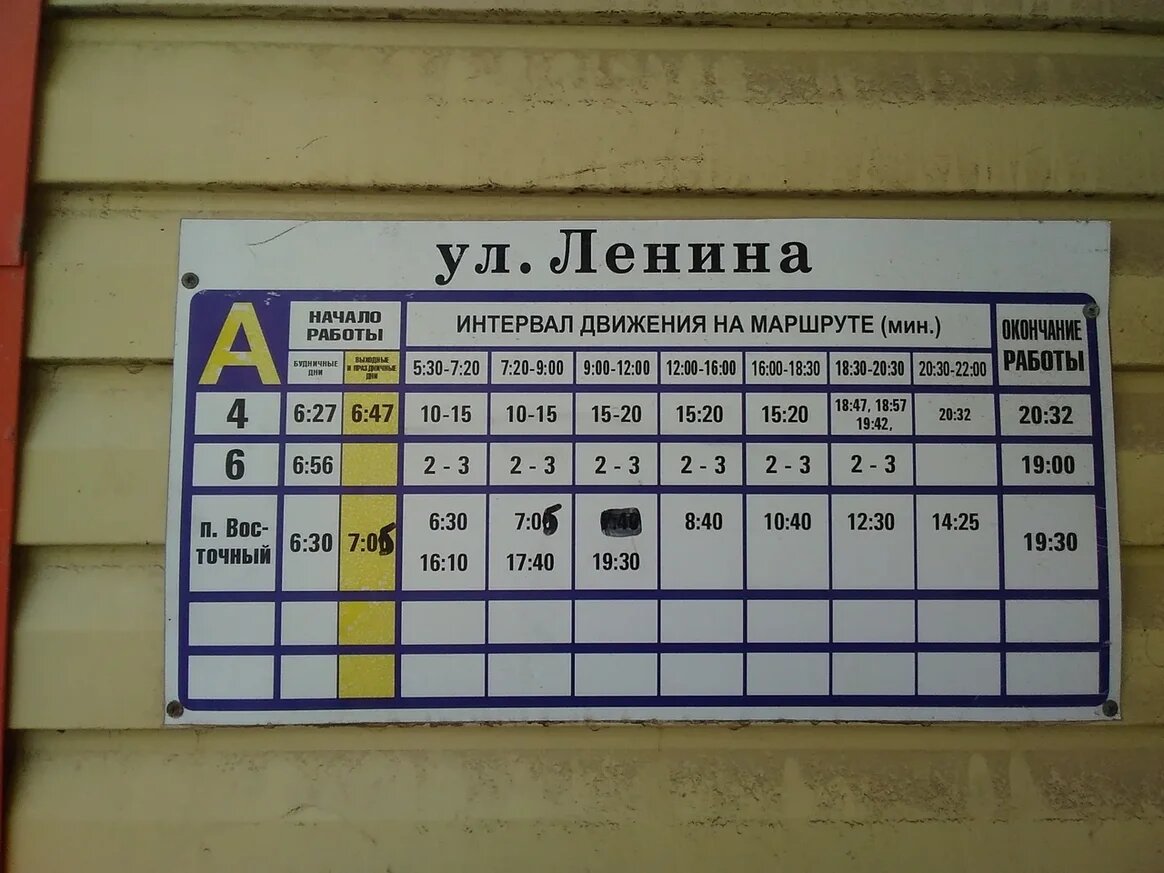 ул. Ленина
А
НАЧАЛО
РАБОТЫ
ИНТЕРВАЛ ДВИЖЕНИЯ НА МАРШРУТЕ (мин.)
ОКОНЧАНИЕ
РАБОТЫ
БУДНИЧНЫЕ
ДНИ
ВЫХОДНЫЕ
И ПРАЗДНИЧНЫЕ
ДНИ
5:30-7:20 7:20-9:00 9:00-12:00 12:00-16:00 16:00-18:30 18:30-20:30 20:30-22:00
4 6:27 6:47 10-15 10-15 15-20 15:20 15:20 18:47, 18:57 20:32 20:32
19:42,
6 6:56 2 - 3 2 - 3 2 - 3 2 - 3 2 - 3 2 - 3 19:00
п. Вос-
точный
6:30 7:05
6:30 7:05 8:40 10:40 12:30 14:25
16:10 17:40 19:30
19:30